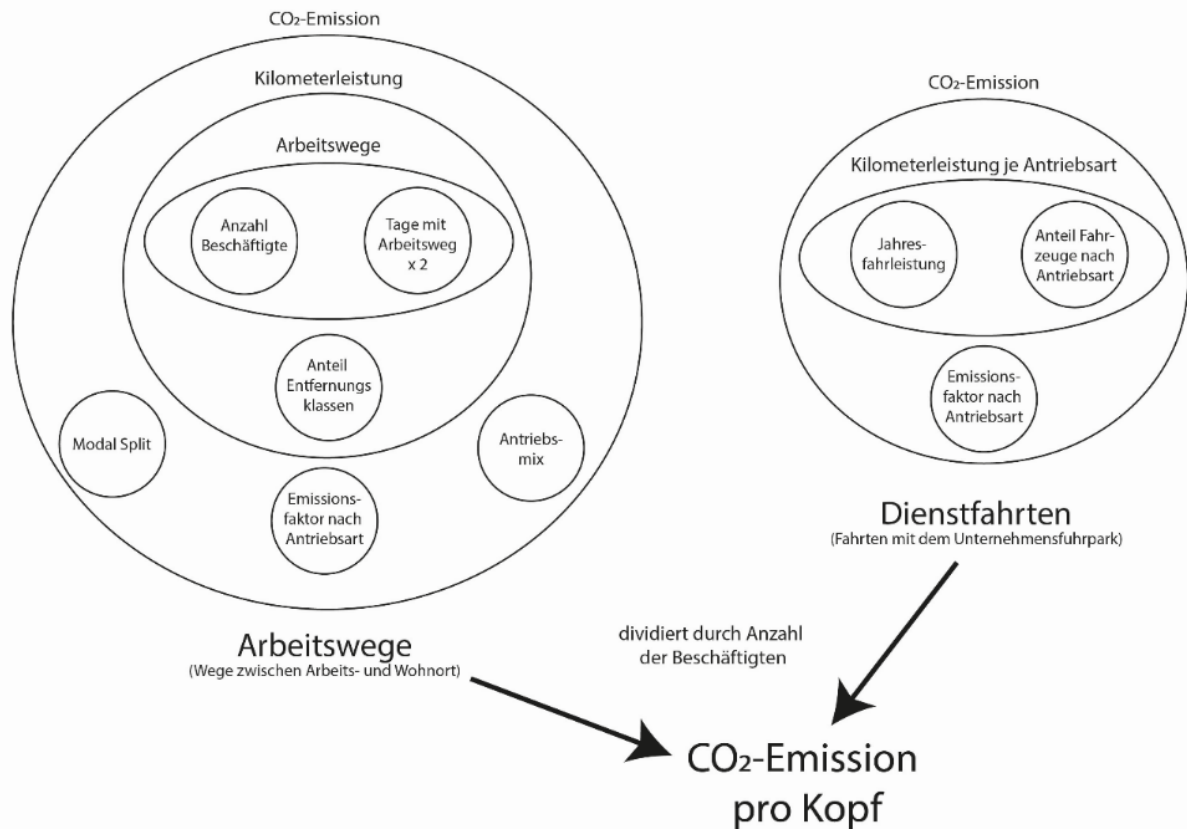 CO₂-Emission
Kilometerleistung
Arbeitswege
Anzahl
Beschäftigte
Tage mit
Arbeitsweg
x 2
Anteil
Entfernungs
klassen
Modal Split
Antriebs-
mix
Emissions-
faktor nach
Antriebsart
Arbeitswege
(Wege zwischen Arbeits- und Wohnort)
CO₂-Emission
Kilometerleistung je Antriebsart
Jahres-
fahrleistung
Anteil Fahr-
zeuge nach
Antriebsart
Emissions-
faktor nach
Antriebsart
Dienstfahrten
(Fahrten mit dem Unternehmensfuhrpark)
dividiert durch Anzahl
der Beschäftigten
CO₂-Emission
pro Kopf